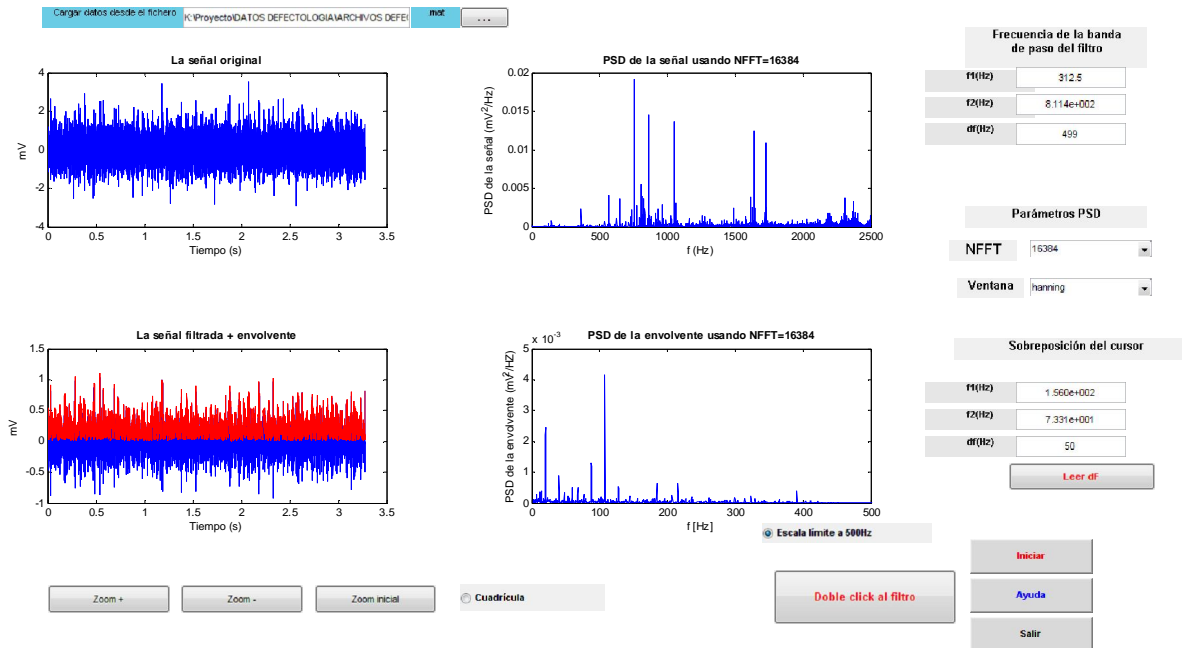 Cargar datos desde el fichero K:\Proyecto\DATOS DEFECTOLOGIA\ARCHIVOS DEFE .mat ...
La señal original
4
2
0
-2
-4
mV
0 0.5 1 1.5 2 2.5 3 3.5
Tiempo (s)
PSD de la señal usando NFFT=16384
0.02
0.015
0.01
0.005
0
PSD de la señal (mV²/Hz)
0 500 1000 1500 2000 2500
f (Hz)
Frecuencia de la banda
de paso del filtro
f1(Hz) 312.5
f2(Hz) 8.114e+002
df(Hz) 499
Parámetros PSD
NFFT 16384
Ventana hanning
La señal filtrada + envolvente
1.5
1
0.5
0
-0.5
-1
mV
0 0.5 1 1.5 2 2.5 3 3.5
Tiempo (s)
PSD de la envolvente usando NFFT=16384
x 10⁻³
5
4
3
2
1
0
PSD de la envolvente (mV²/HZ)
0 100 200 300 400 500
f [Hz]
Escala límite a 500Hz
Sobreposición del cursor
f1(Hz) 1.560e+002
f2(Hz) 7.331e+001
df(Hz) 50
Leer dF
Zoom +
Zoom -
Zoom inicial
Cuadrícula
Doble click al filtro
Iniciar
Ayuda
Salir